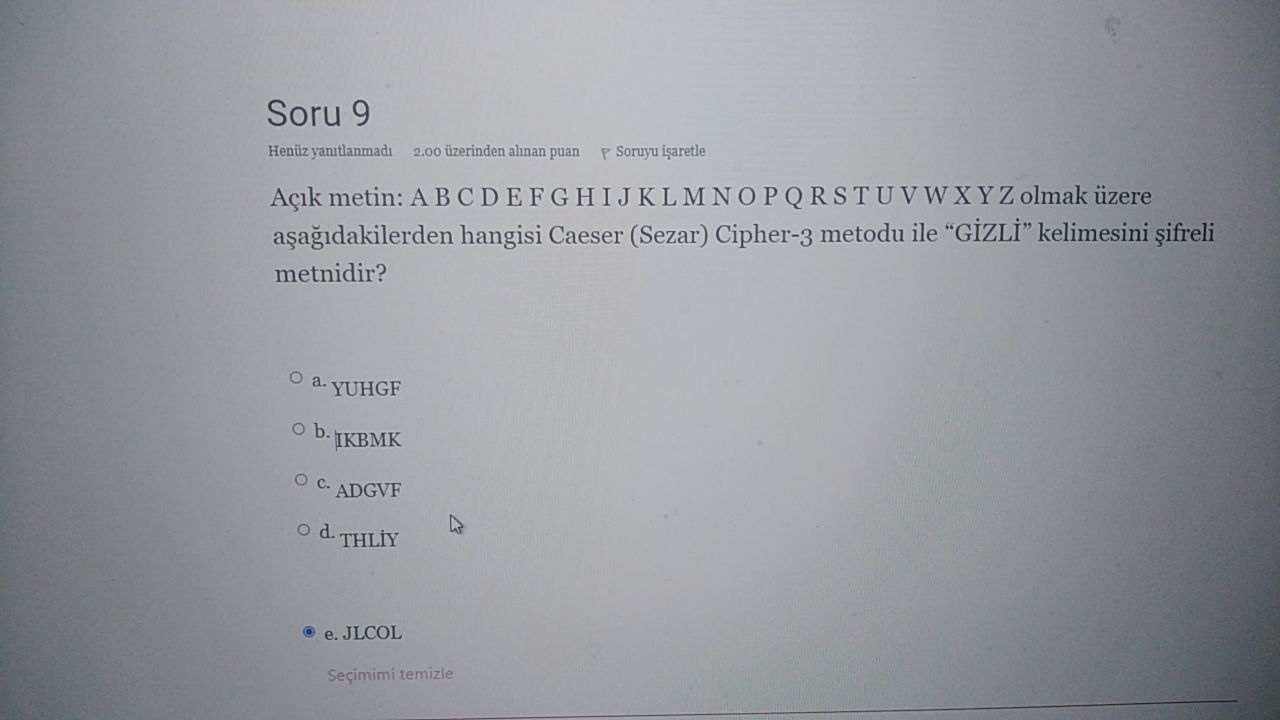 Soru 9
Henüz yanıtlanmadı 2.00 üzerinden alınan puan Soruyu işaretle
Açık metin: A B C D E F G H I J K L M N O P Q R S T U V W X Y Z olmak üzere
aşağıdakilerden hangisi Caeser (Sezar) Cipher-3 metodu ile “GİZLİ” kelimesini şifreli
metnidir?
a. YUHGF
b. IKBMK
c. ADGVF
d. THLİY
e. JLCOL
Seçimimi temizle